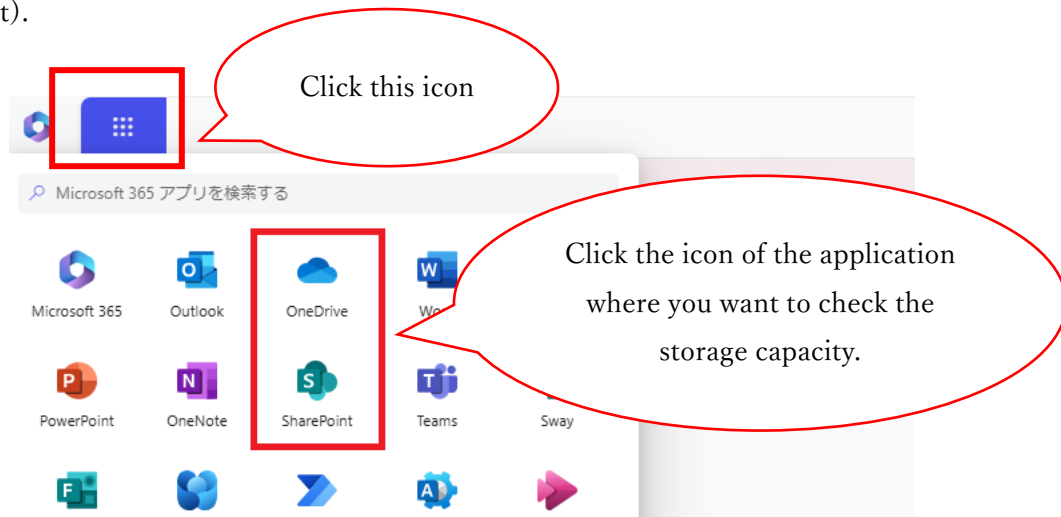 t).
Click this icon
Microsoft 365 アプリを検索する
Click the icon of the application
where you want to check the
storage capacity.
Microsoft 365
Outlook
OneDrive
PowerPoint
OneNote
SharePoint
Teams
Sway